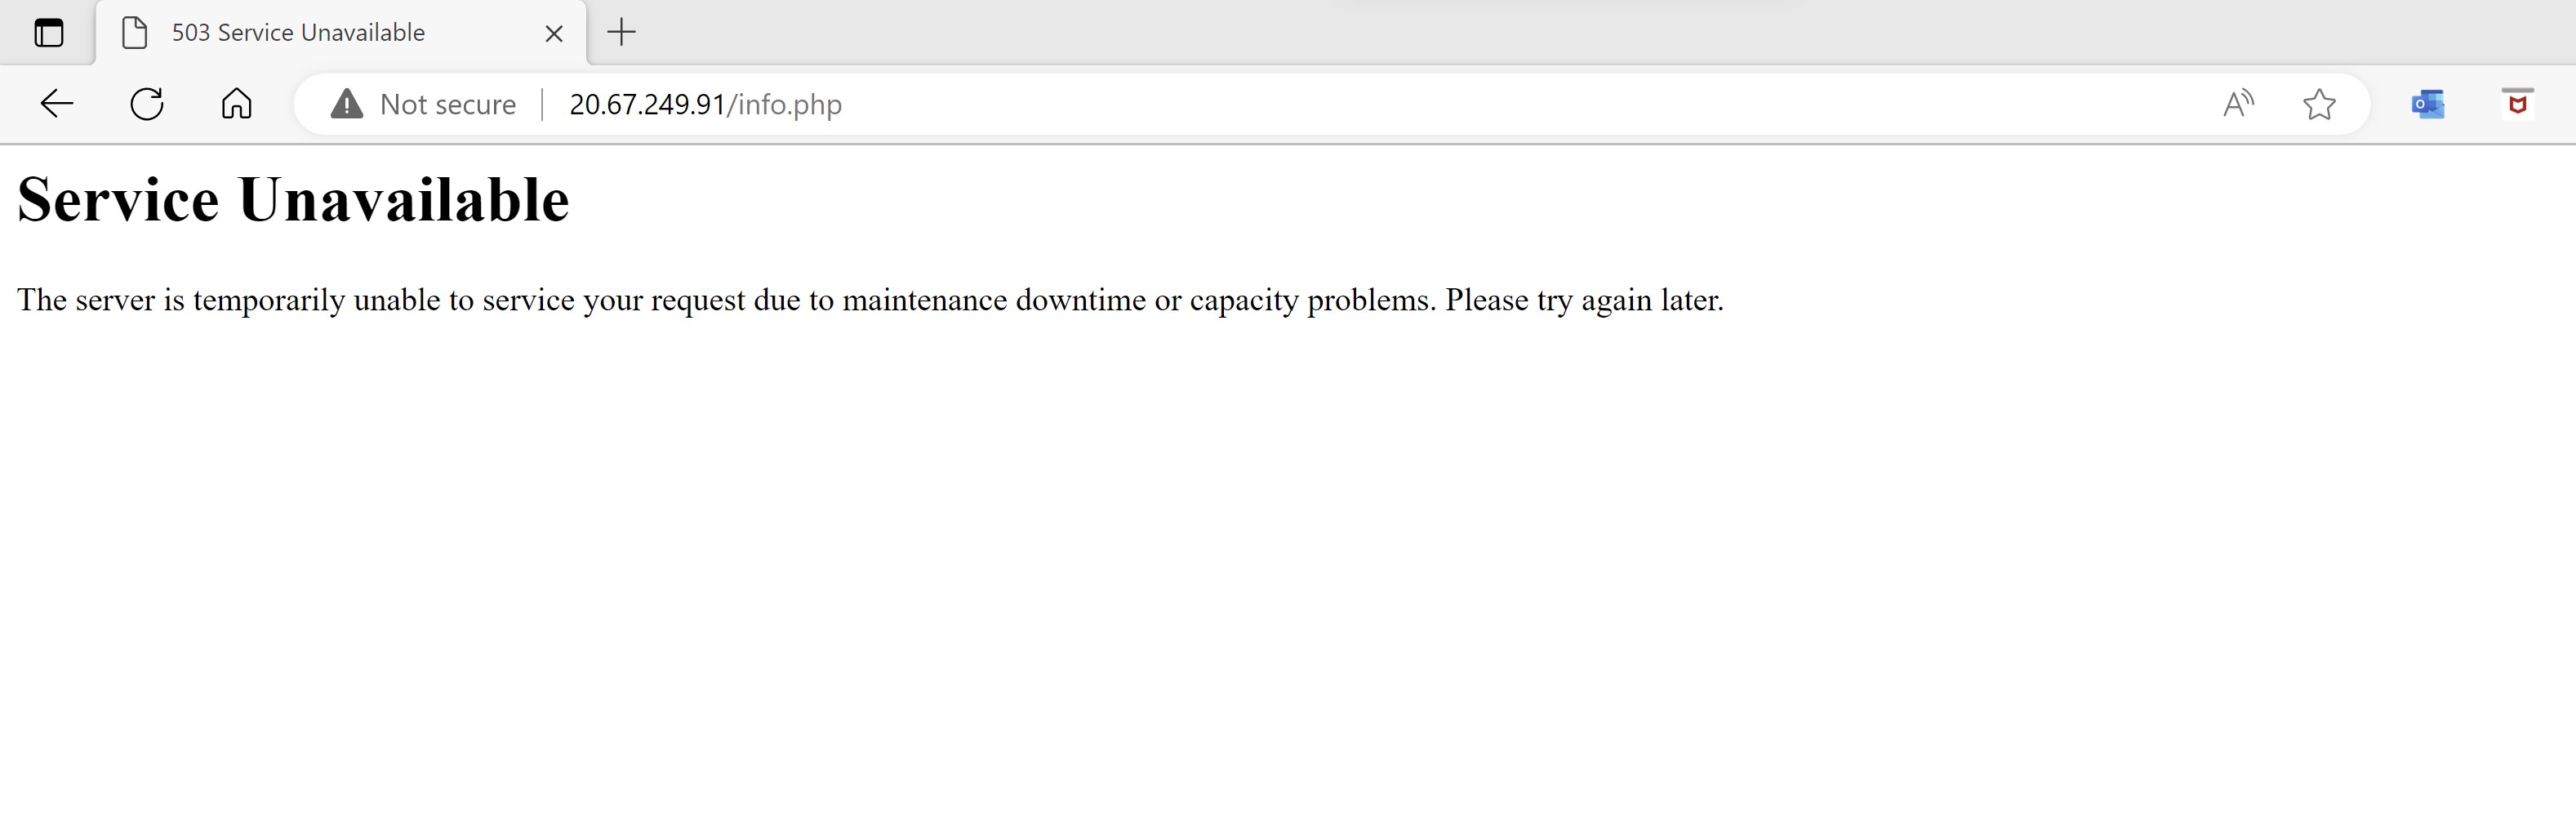 503 Service Unavailable
Not secure 20.67.249.91/info.php
Service Unavailable
The server is temporarily unable to service your request due to maintenance downtime or capacity problems. Please try again later.